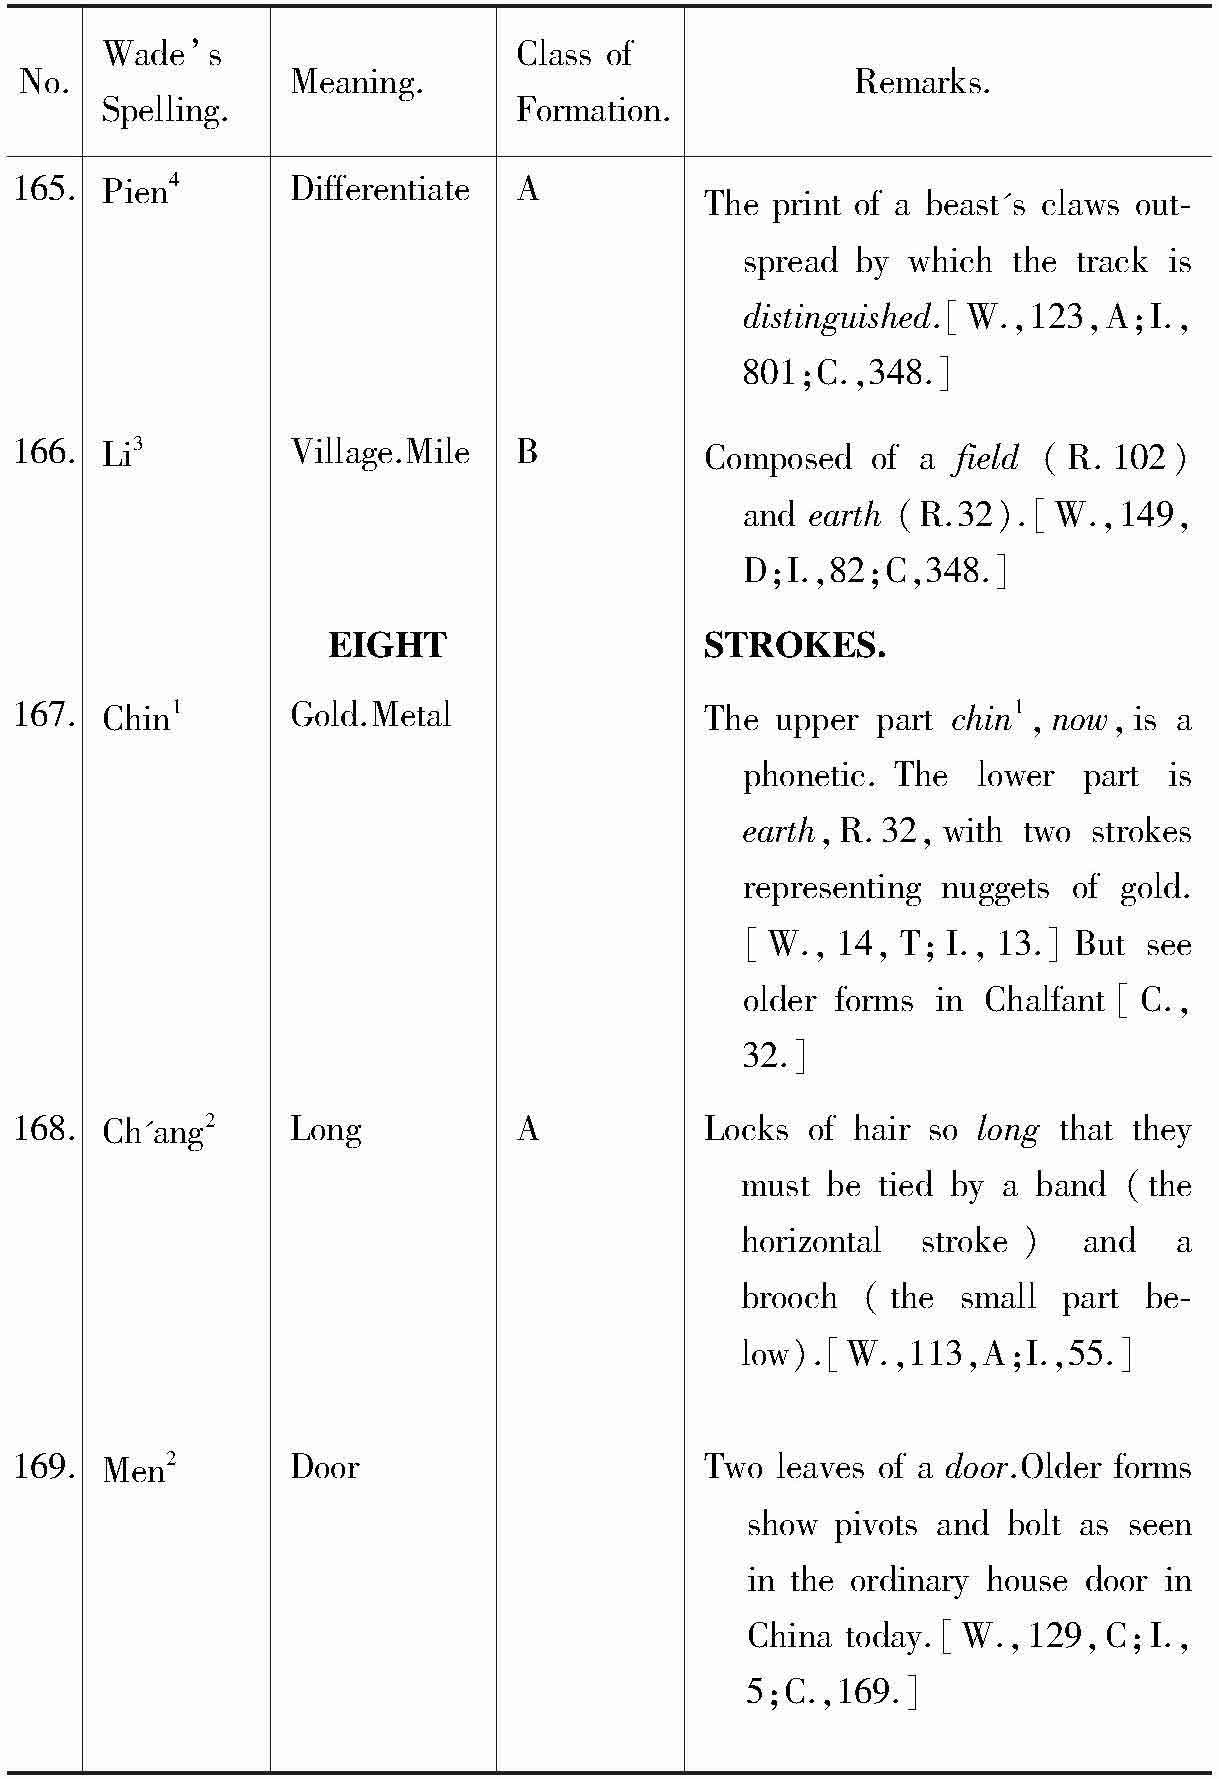 No. Wade's Spelling. Meaning. Class of Formation. Remarks.
165. Pien⁴ Differentiate A The print of a beast´s claws out-
spread by which the track is
distinguished.[W.,123,A;I.,
801;C.,348.]
166. Li³ Village.Mile B Composed of a field (R.102)
and earth (R.32).[W.,149,
D;I.,82;C,348.]
EIGHT STROKES.
167. Chin¹ Gold.Metal The upper part chin¹,now,is a
phonetic. The lower part is
earth,R.32,with two strokes
representing nuggets of gold.
[W.,14,T;I.,13.] But see
older forms in Chalfant[C.,
32.]
168. Ch´ang² Long A Locks of hair so long that they
must be tied by a band (the
horizontal stroke) and a
brooch (the small part be-
low).[W.,113,A;I.,55.]
169. Men² Door Two leaves of a door.Older forms
show pivots and bolt as seen
in the ordinary house door in
China today.[W.,129,C;I.,
5;C.,169.]